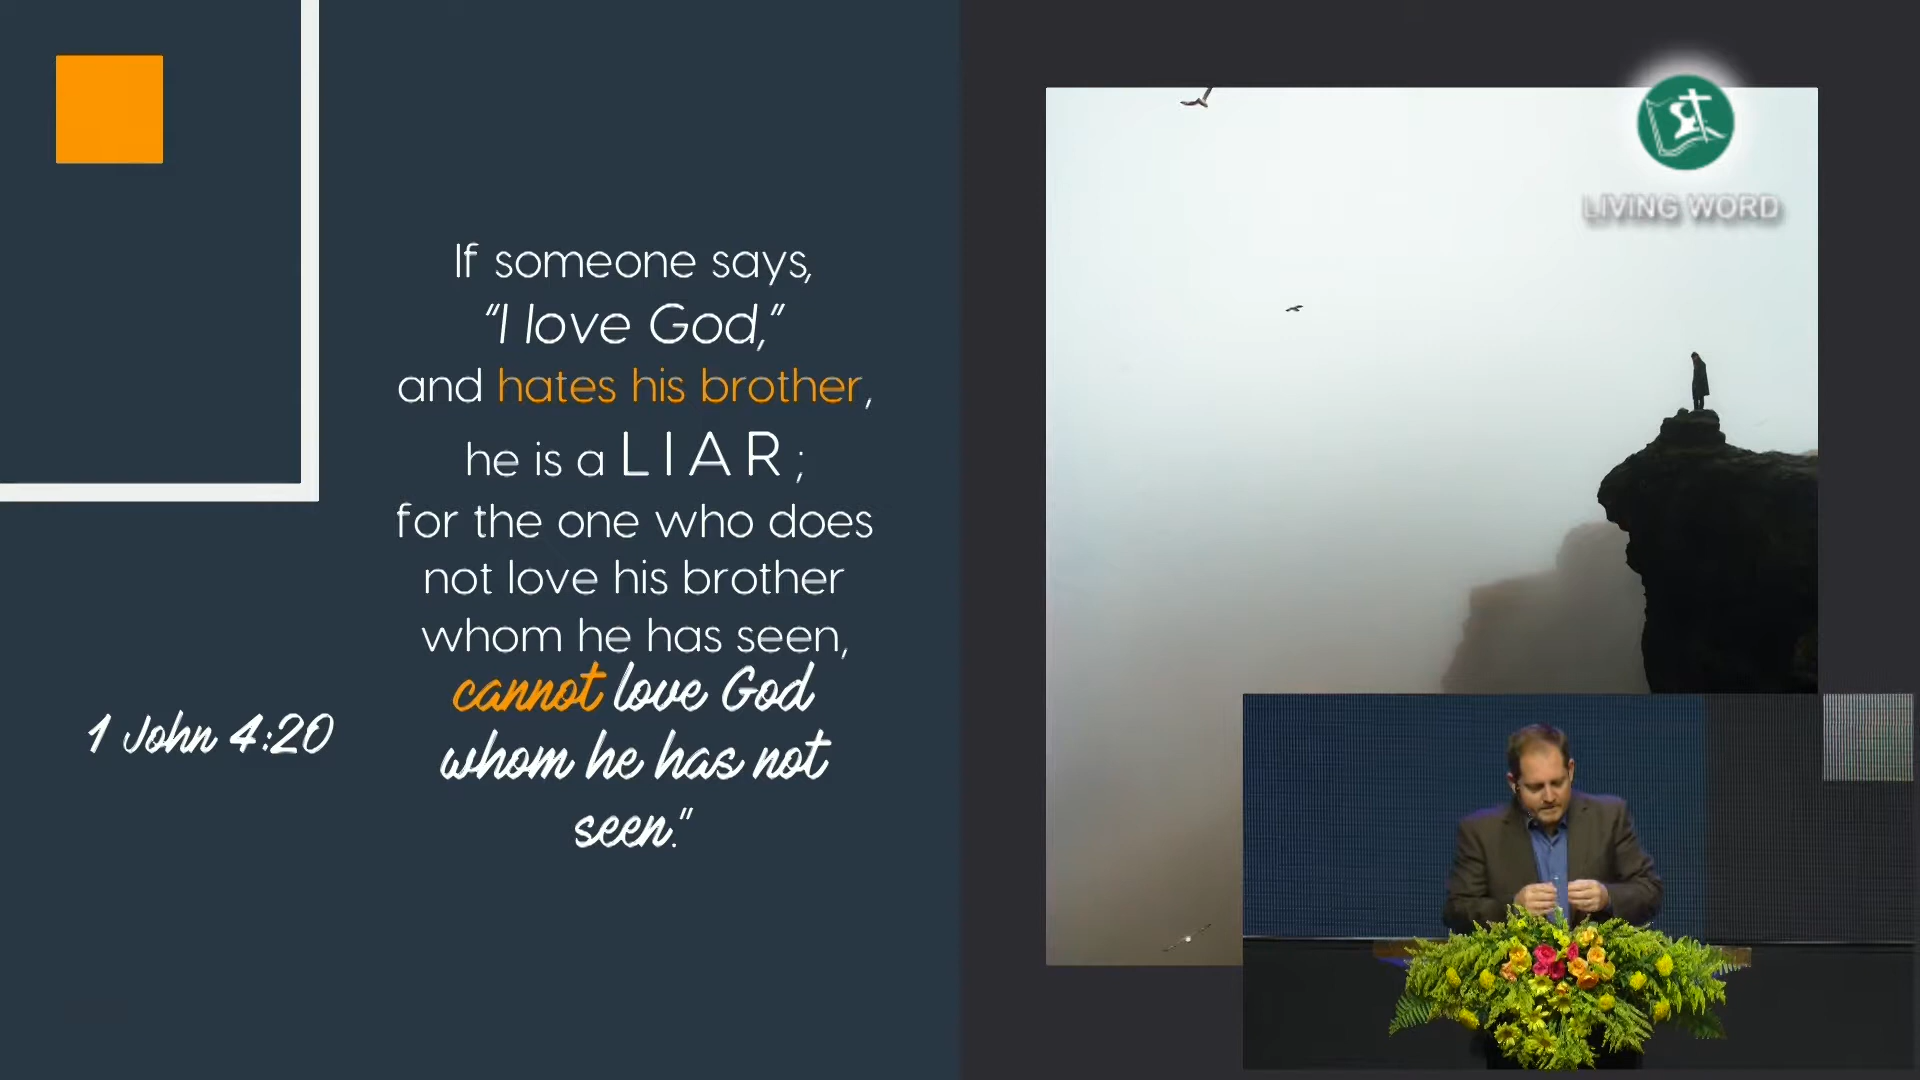 If someone says,
“I love God,”
and hates his brother,
he is a LIAR ;
for the one who does
not love his brother
whom he has seen,
cannot love God
whom he has not
seen.”
1 John 4:20
LIVING WORD